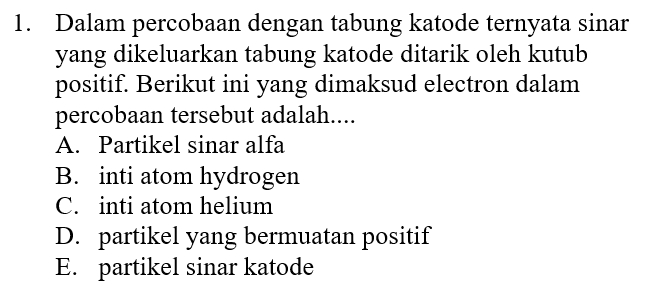 1. Dalam percobaan dengan tabung katode ternyata sinar
yang dikeluarkan tabung katode ditarik oleh kutub
positif. Berikut ini yang dimaksud electron dalam
percobaan tersebut adalah....
A. Partikel sinar alfa
B. inti atom hydrogen
C. inti atom helium
D. partikel yang bermuatan positif
E. partikel sinar katode